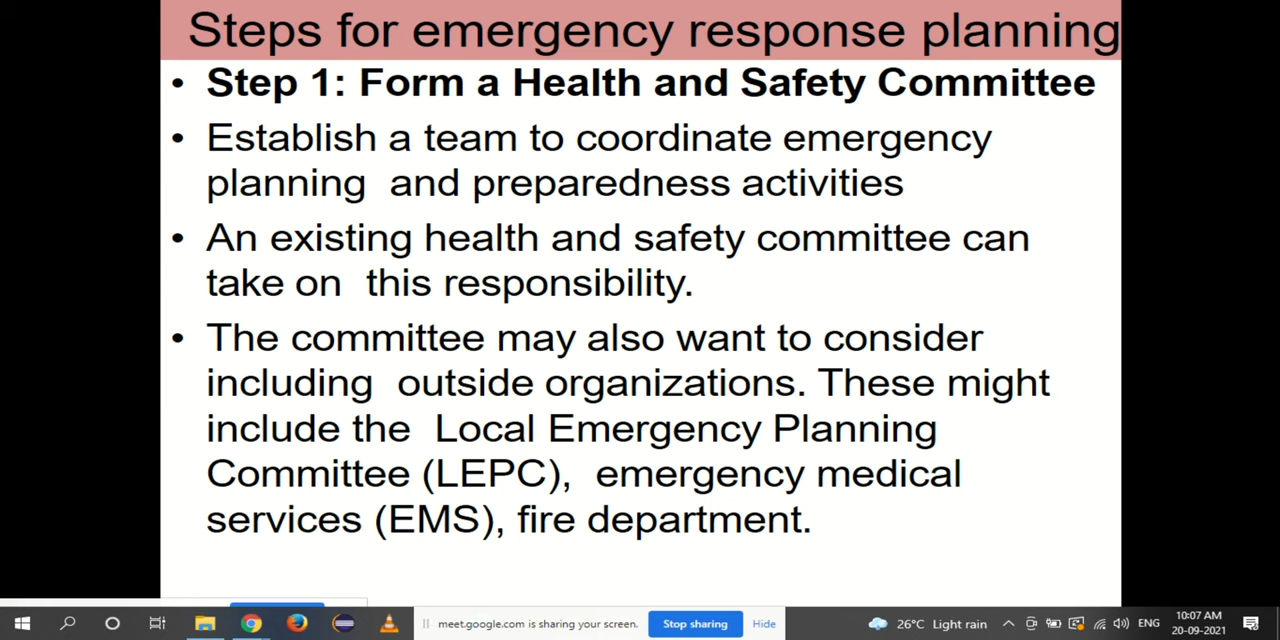 Steps for emergency response planning
• Step 1: Form a Health and Safety Committee
• Establish a team to coordinate emergency
planning and preparedness activities
• An existing health and safety committee can
take on this responsibility.
• The committee may also want to consider
including outside organizations. These might
include the Local Emergency Planning
Committee (LEPC), emergency medical
services (EMS), fire department.
meet.google.com is sharing your screen. Stop sharing Hide
26°C Light rain
ENG
10:07 AM
20-09-2021